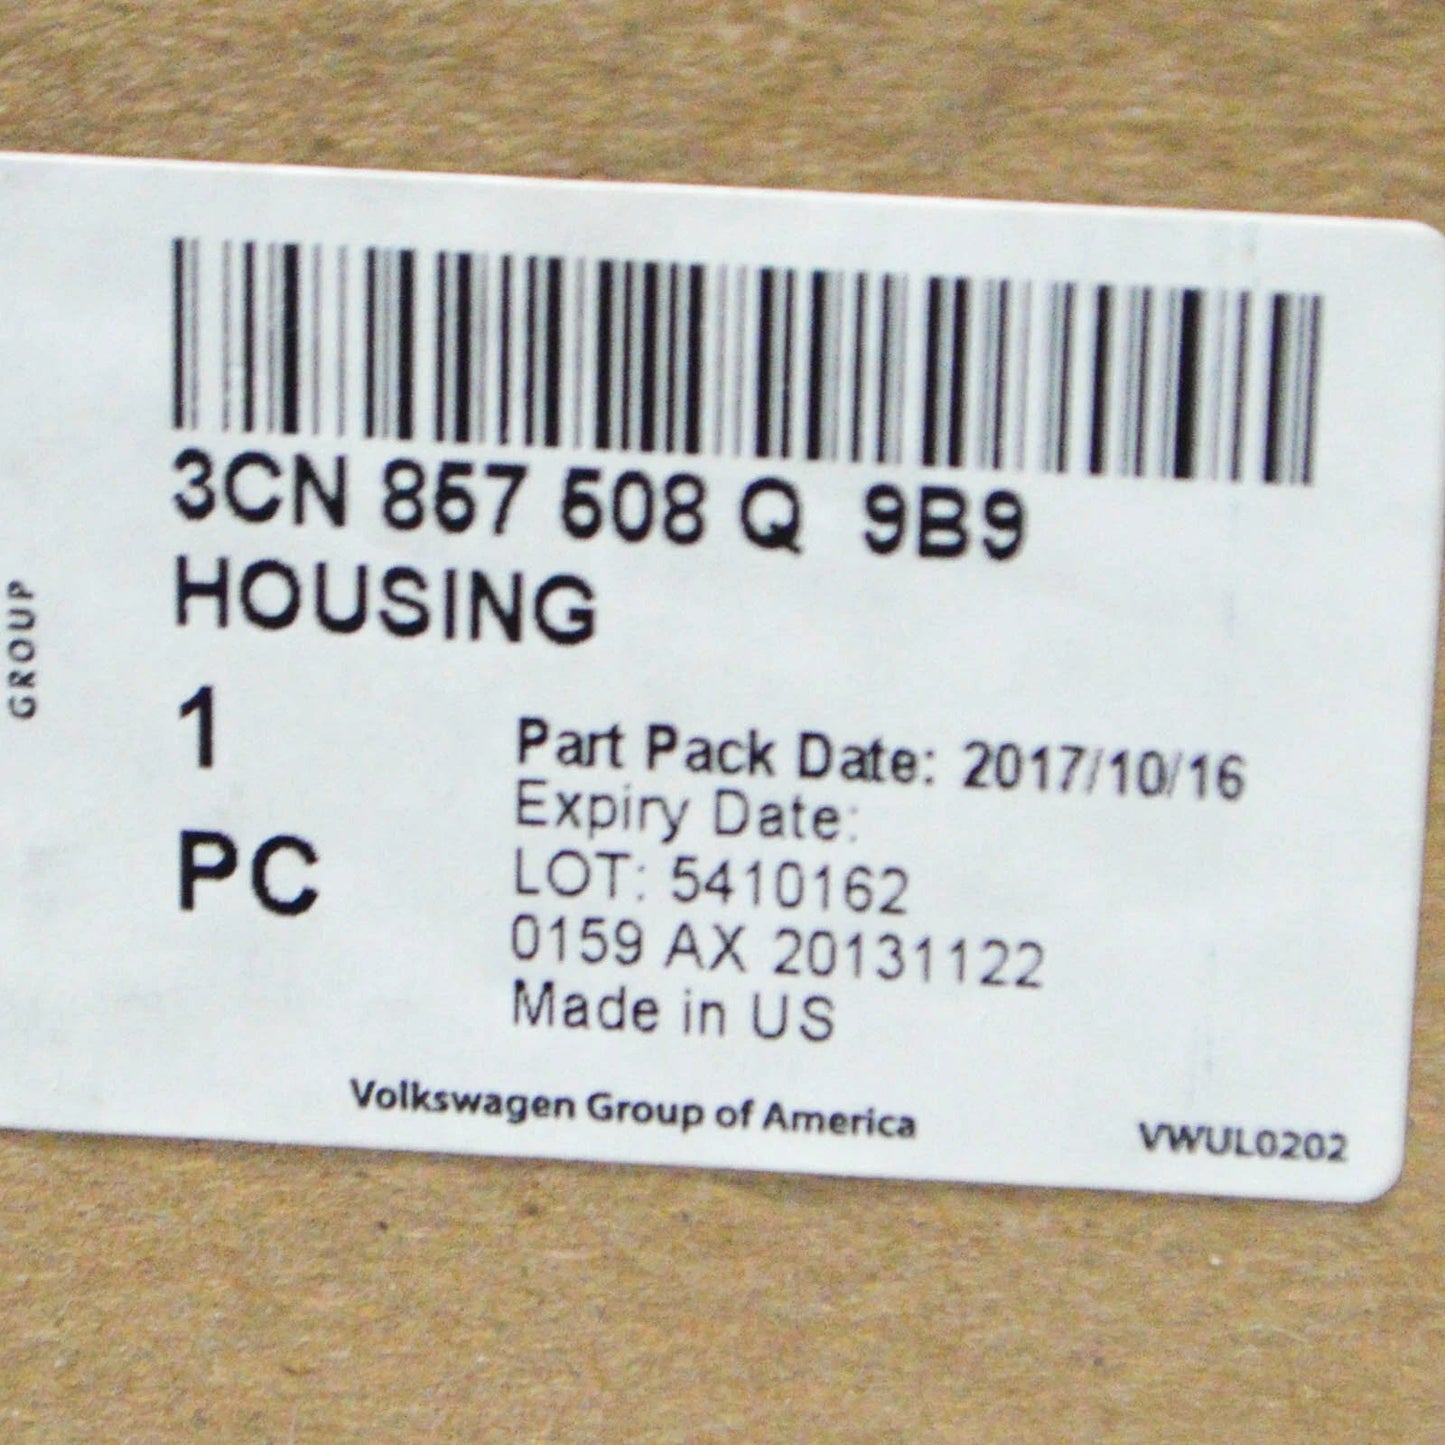 3CN 857 508 Q 9B9
HOUSING
1
PC
Part Pack Date: 2017/10/16
Expiry Date:
LOT: 5410162
0159 AX 20131122
Made in US
Volkswagen Group of America
VWUL0202
GROUP